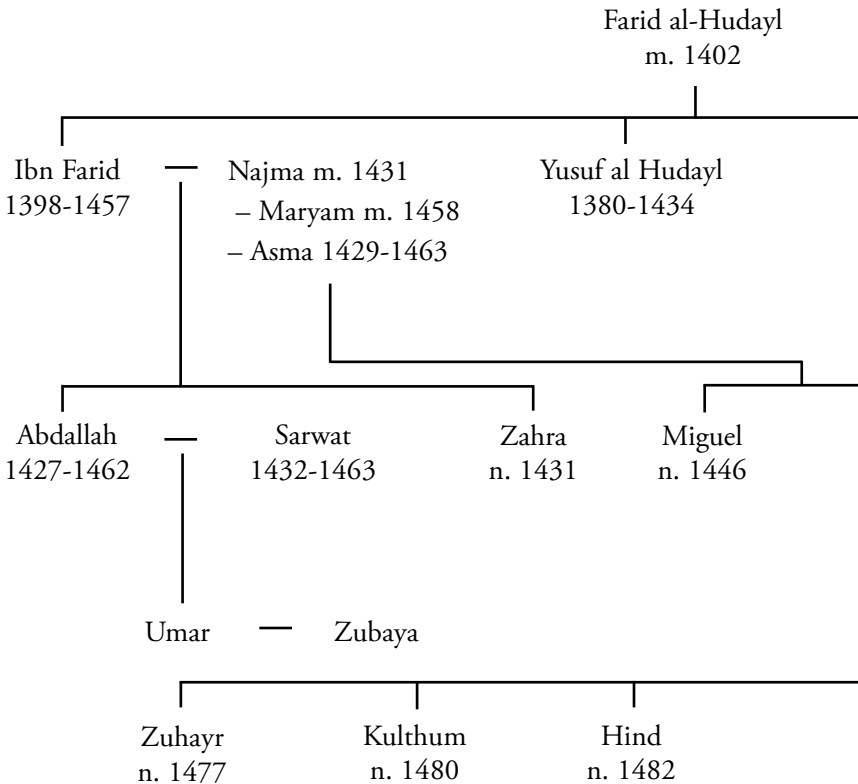 Farid al-Hudayl
m. 1402
Ibn Farid
1398-1457
Najma m. 1431
– Maryam m. 1458
– Asma 1429-1463
Yusuf al Hudayl
1380-1434
Abdallah
1427-1462
Sarwat
1432-1463
Zahra
n. 1431
Miguel
n. 1446
Umar
Zubaya
Zuhayr
n. 1477
Kulthum
n. 1480
Hind
n. 1482